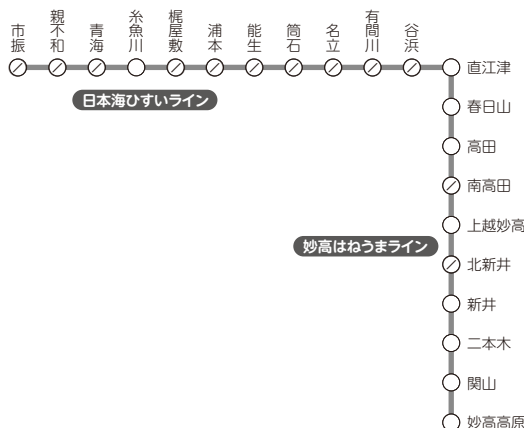 市振
親不和
青海
糸魚川
梶屋敷
浦本
能生
筒石
名立
有間川
谷浜
直江津
日本海ひすいライン
春日山
高田
南高田
上越妙高
妙高はねうまライン
北新井
新井
二本木
関山
妙高高原